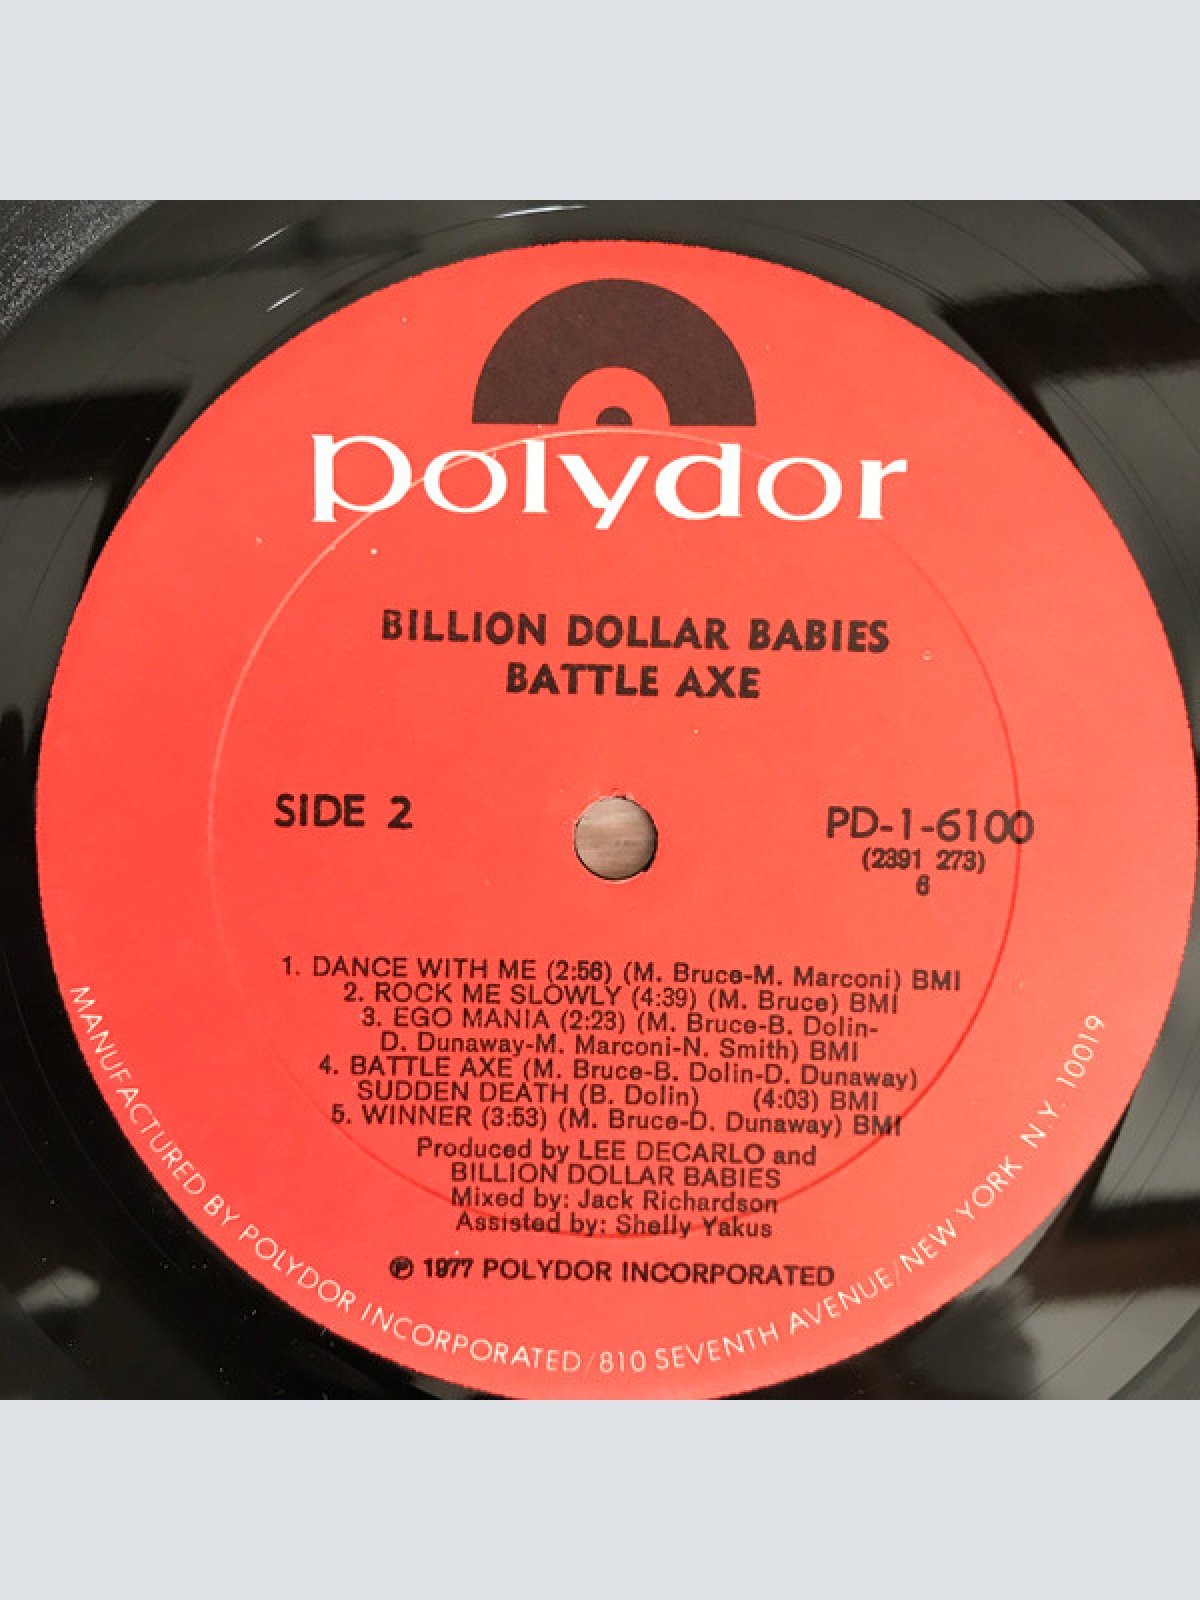 polydor
BILLION DOLLAR BABIES
BATTLE AXE
SIDE 2
PD-1-6100
(2391 273)
6
1. DANCE WITH ME (2:56) (M. Bruce-M. Marconi) BMI
2. ROCK ME SLOWLY (4:39) (M. Bruce) BMI
3. EGO MANIA (2:23) (M. Bruce-B. Dolin-
D. Dunaway-M. Marconi-N. Smith) BMI
4. BATTLE AXE (M. Bruce-B. Dolin-D. Dunaway)
SUDDEN DEATH (B. Dolin) (4:03) BMI
5. WINNER (3:53) (M. Bruce-D. Dunaway) BMI
Produced by LEE DECARLO and
BILLION DOLLAR BABIES
Mixed by: Jack Richardson
Assisted by: Shelly Yakus
℗ 1977 POLYDOR INCORPORATED
MANUFACTURED BY POLYDOR INCORPORATED/810 SEVENTH AVENUE/NEW YORK N.Y. 10019